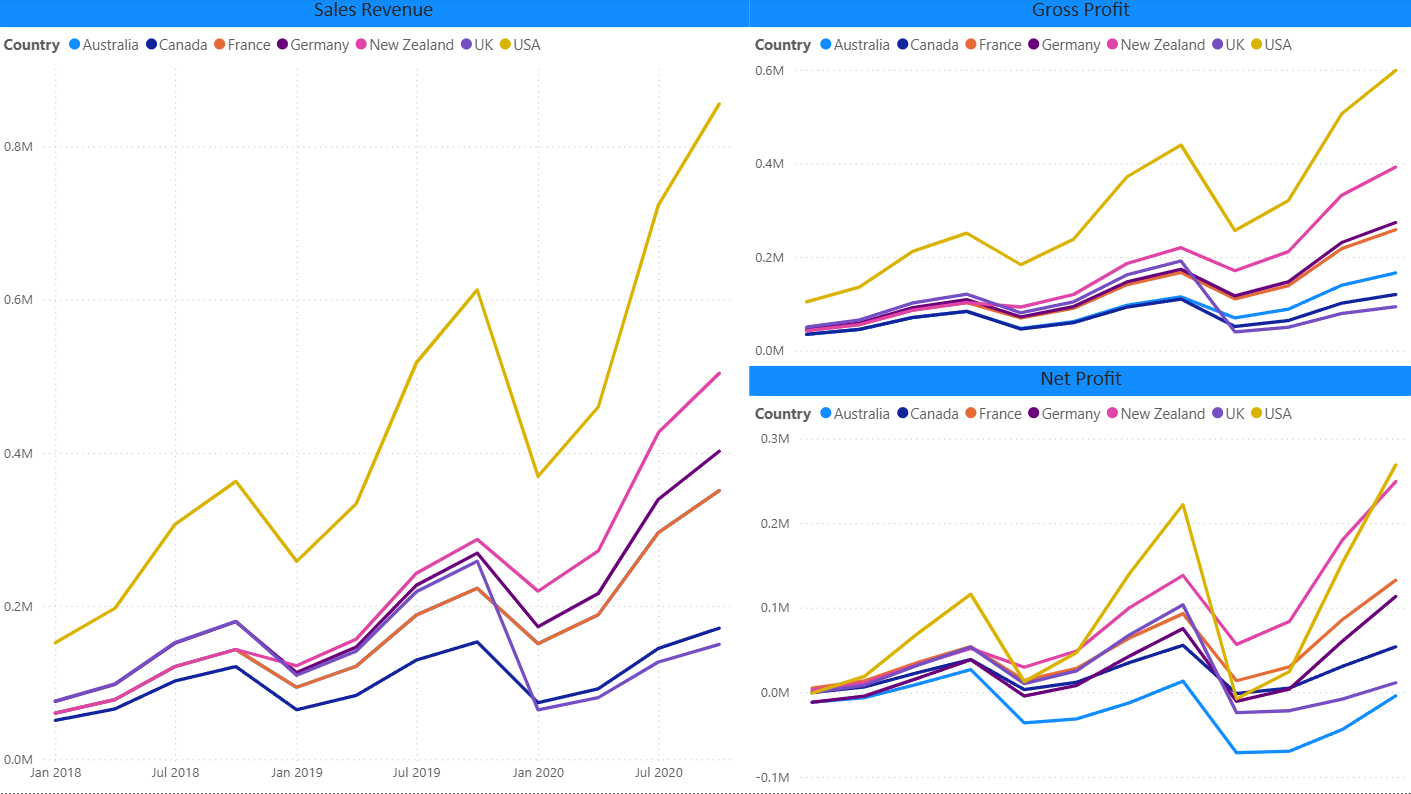 Sales Revenue
Country Australia Canada France Germany New Zealand UK USA
0.8M
0.6M
0.4M
0.2M
0.0M
Jan 2018 Jul 2018 Jan 2019 Jul 2019 Jan 2020 Jul 2020
Gross Profit
Country Australia Canada France Germany New Zealand UK USA
0.6M
0.4M
0.2M
0.0M
Net Profit
Country Australia Canada France Germany New Zealand UK USA
0.3M
0.2M
0.1M
0.0M
-0.1M